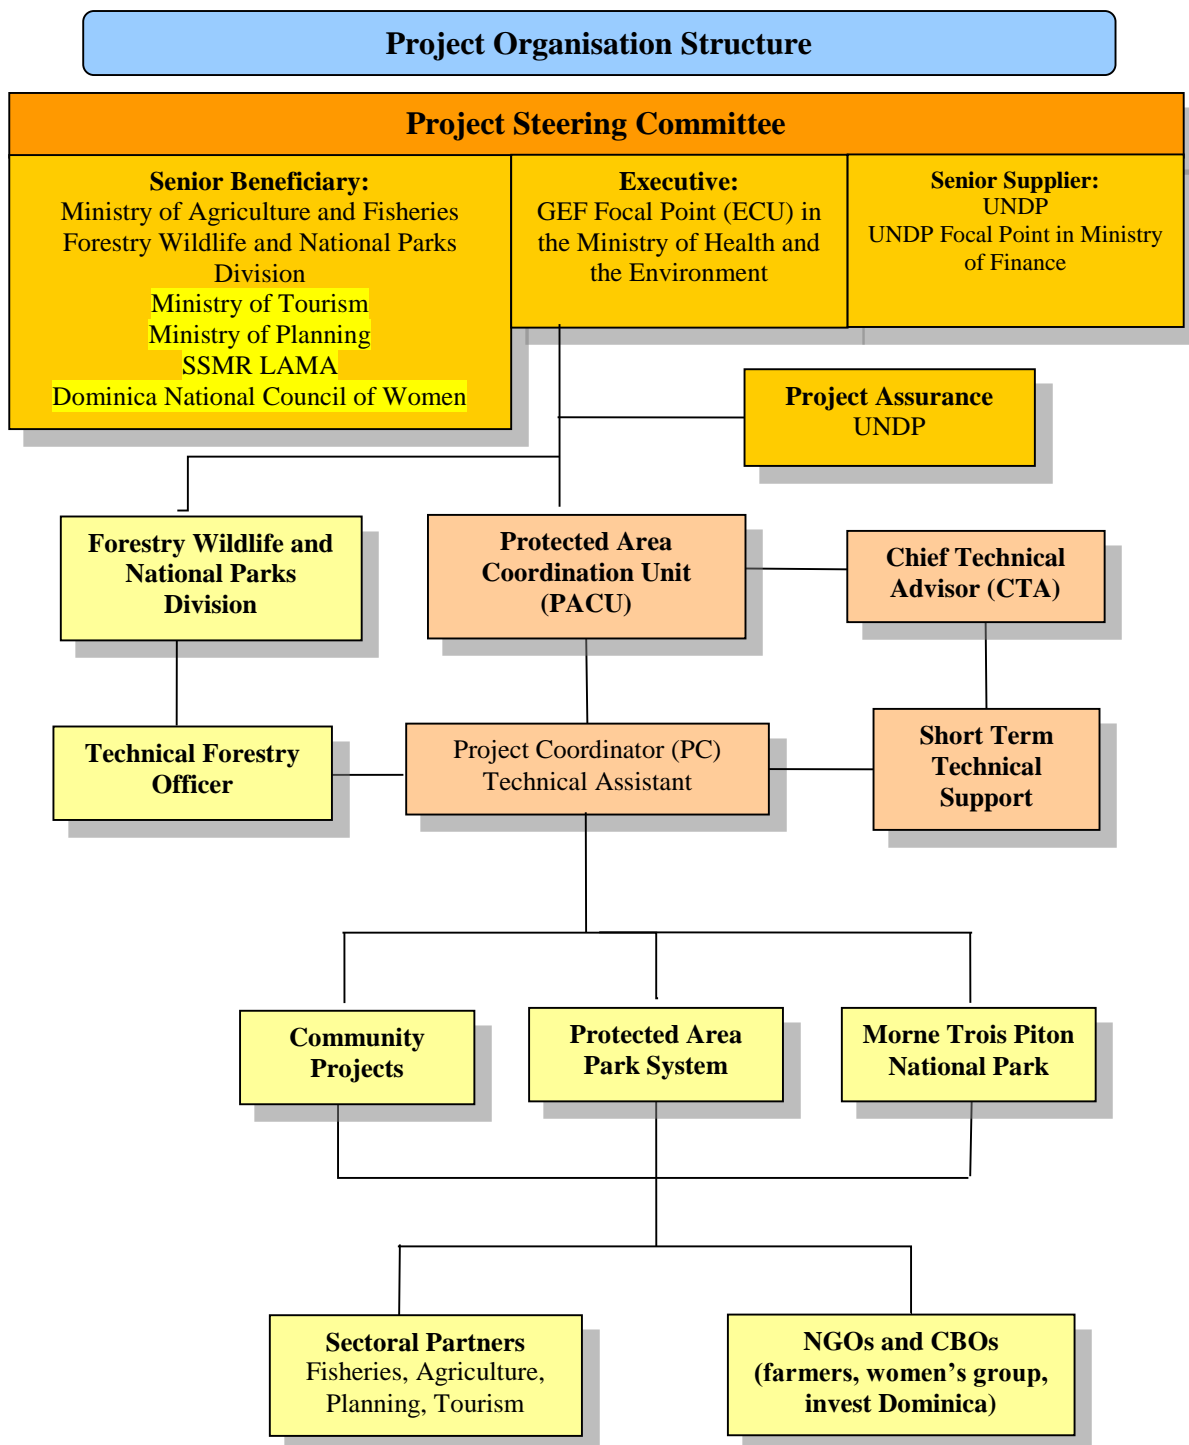 Project Organisation Structure
Project Steering Committee
Senior Beneficiary:
Ministry of Agriculture and Fisheries
Forestry Wildlife and National Parks
Division
Ministry of Tourism
Ministry of Planning
SSMR LAMA
Dominica National Council of Women
Executive:
GEF Focal Point (ECU) in
the Ministry of Health and
the Environment
Senior Supplier:
UNDP
UNDP Focal Point in Ministry
of Finance
Project Assurance
UNDP
Forestry Wildlife and
National Parks
Division
Protected Area
Coordination Unit
(PACU)
Chief Technical
Advisor (CTA)
Technical Forestry
Officer
Project Coordinator (PC)
Technical Assistant
Short Term
Technical
Support
Community
Projects
Protected Area
Park System
Morne Trois Piton
National Park
Sectoral Partners
Fisheries, Agriculture,
Planning, Tourism
NGOs and CBOs
(farmers, women’s group,
invest Dominica)